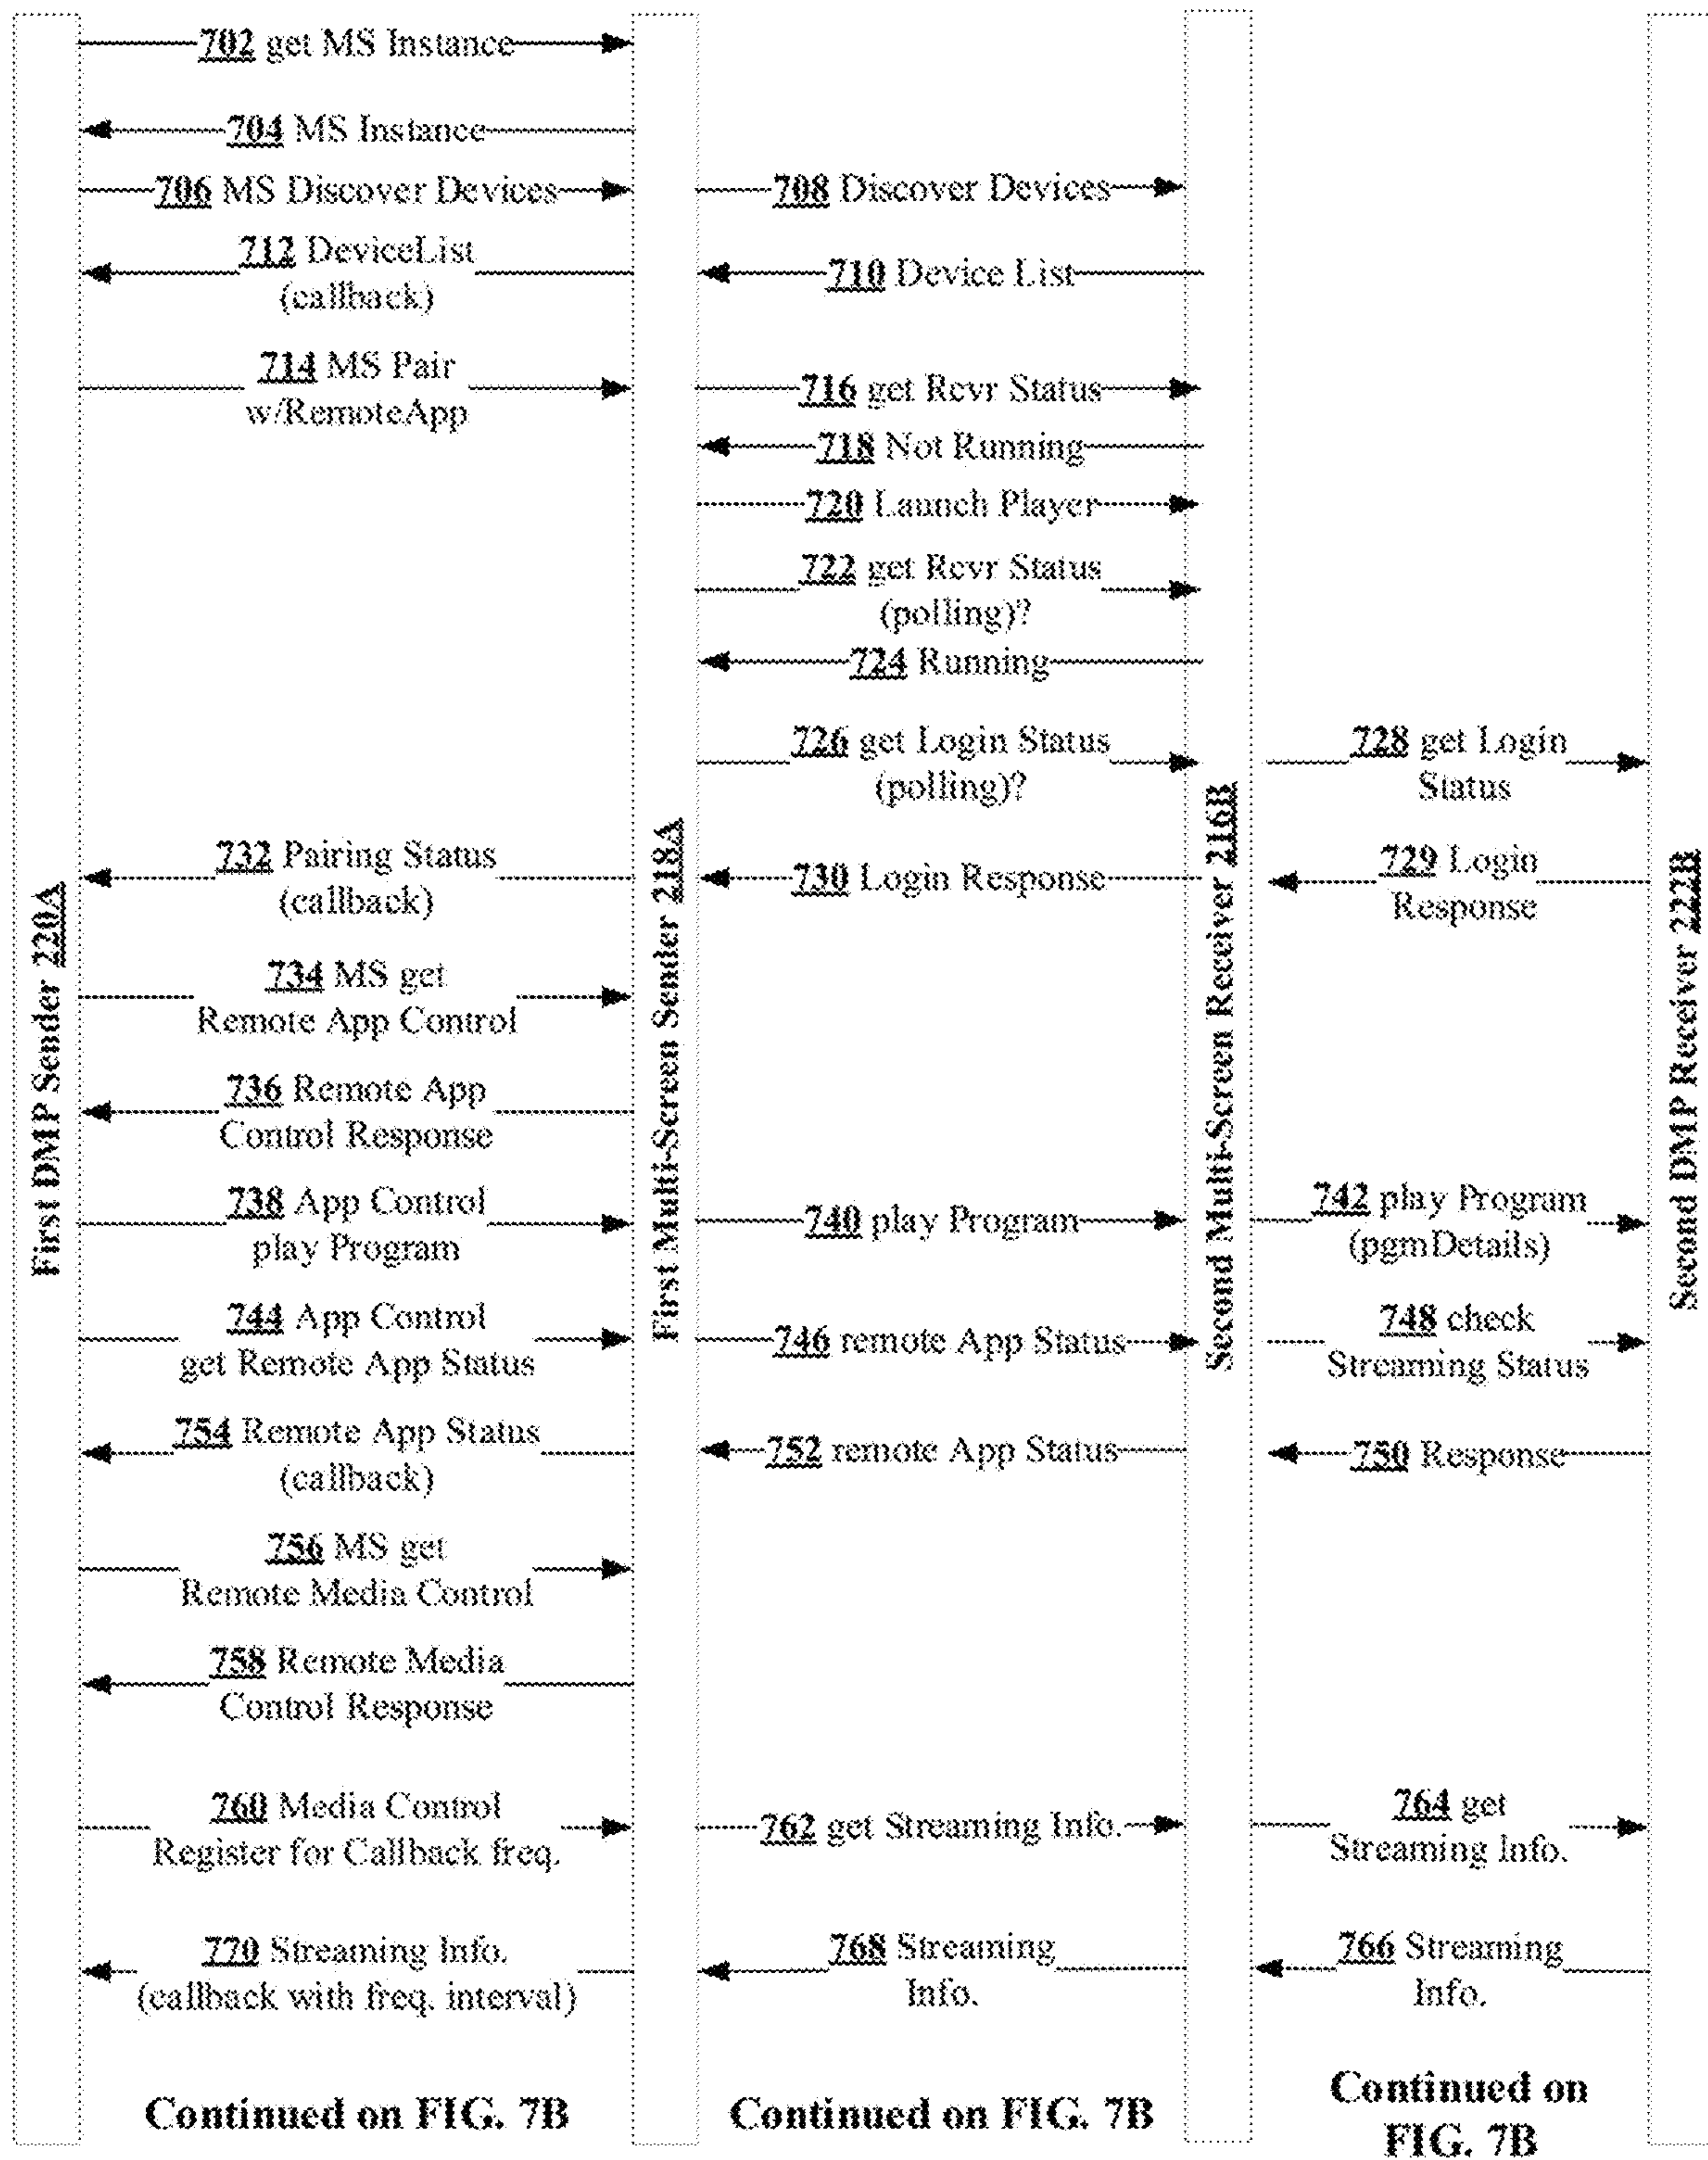 702 get MS Instance
704 MS Instance
706 MS Discover Devices
708 Discover Devices
712 DeviceList
(callback)
710 Device List
714 MS Pair
w/RemoteApp
716 get Rcvr Status
718 Not Running
720 Launch Player
722 get Rcvr Status
(polling)?
724 Running
726 get Login Status
(polling)?
728 get Login
Status
732 Pairing Status
(callback)
730 Login Response
729 Login
Response
734 MS get
Remote App Control
736 Remote App
Control Response
738 App Control
play Program
740 play Program
742 play Program
(pgmDetails)
744 App Control
get Remote App Status
746 remote App Status
748 check
Streaming Status
754 Remote App Status
(callback)
752 remote App Status
750 Response
756 MS get
Remote Media Control
758 Remote Media
Control Response
760 Media Control
Register for Callback freq.
762 get Streaming Info.
764 get
Streaming Info.
770 Streaming Info.
(callback with freq. interval)
768 Streaming
Info.
766 Streaming
Info.
First DMP Sender 220A
First Multi-Screen Sender 218A
Second Multi-Screen Receiver 216B
Second DMP Receiver 222B
Continued on FIG. 7B
Continued on FIG. 7B
Continued on
FIG. 7B